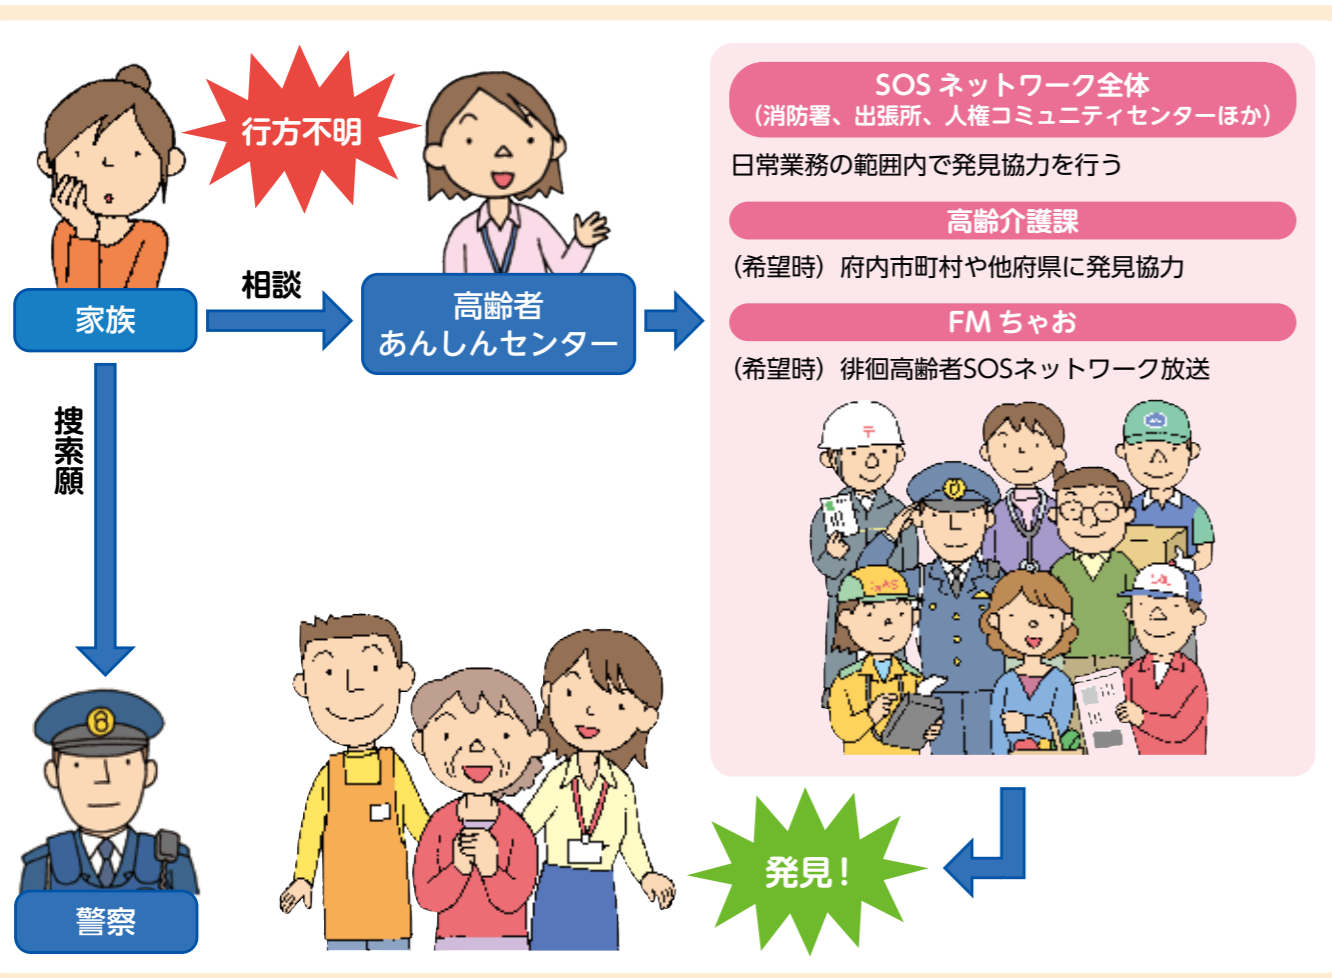 行方不明
家族
相談
高齢者
あんしんセンター
SOS ネットワーク全体
（消防署、出張所、人権コミュニティセンターほか）
日常業務の範囲内で発見協力を行う
高齢介護課
（希望時）府内市町村や他府県に発見協力
FM ちゃお
（希望時）徘徊高齢者SOSネットワーク放送
捜索願
〒
GAS
警察
発見！